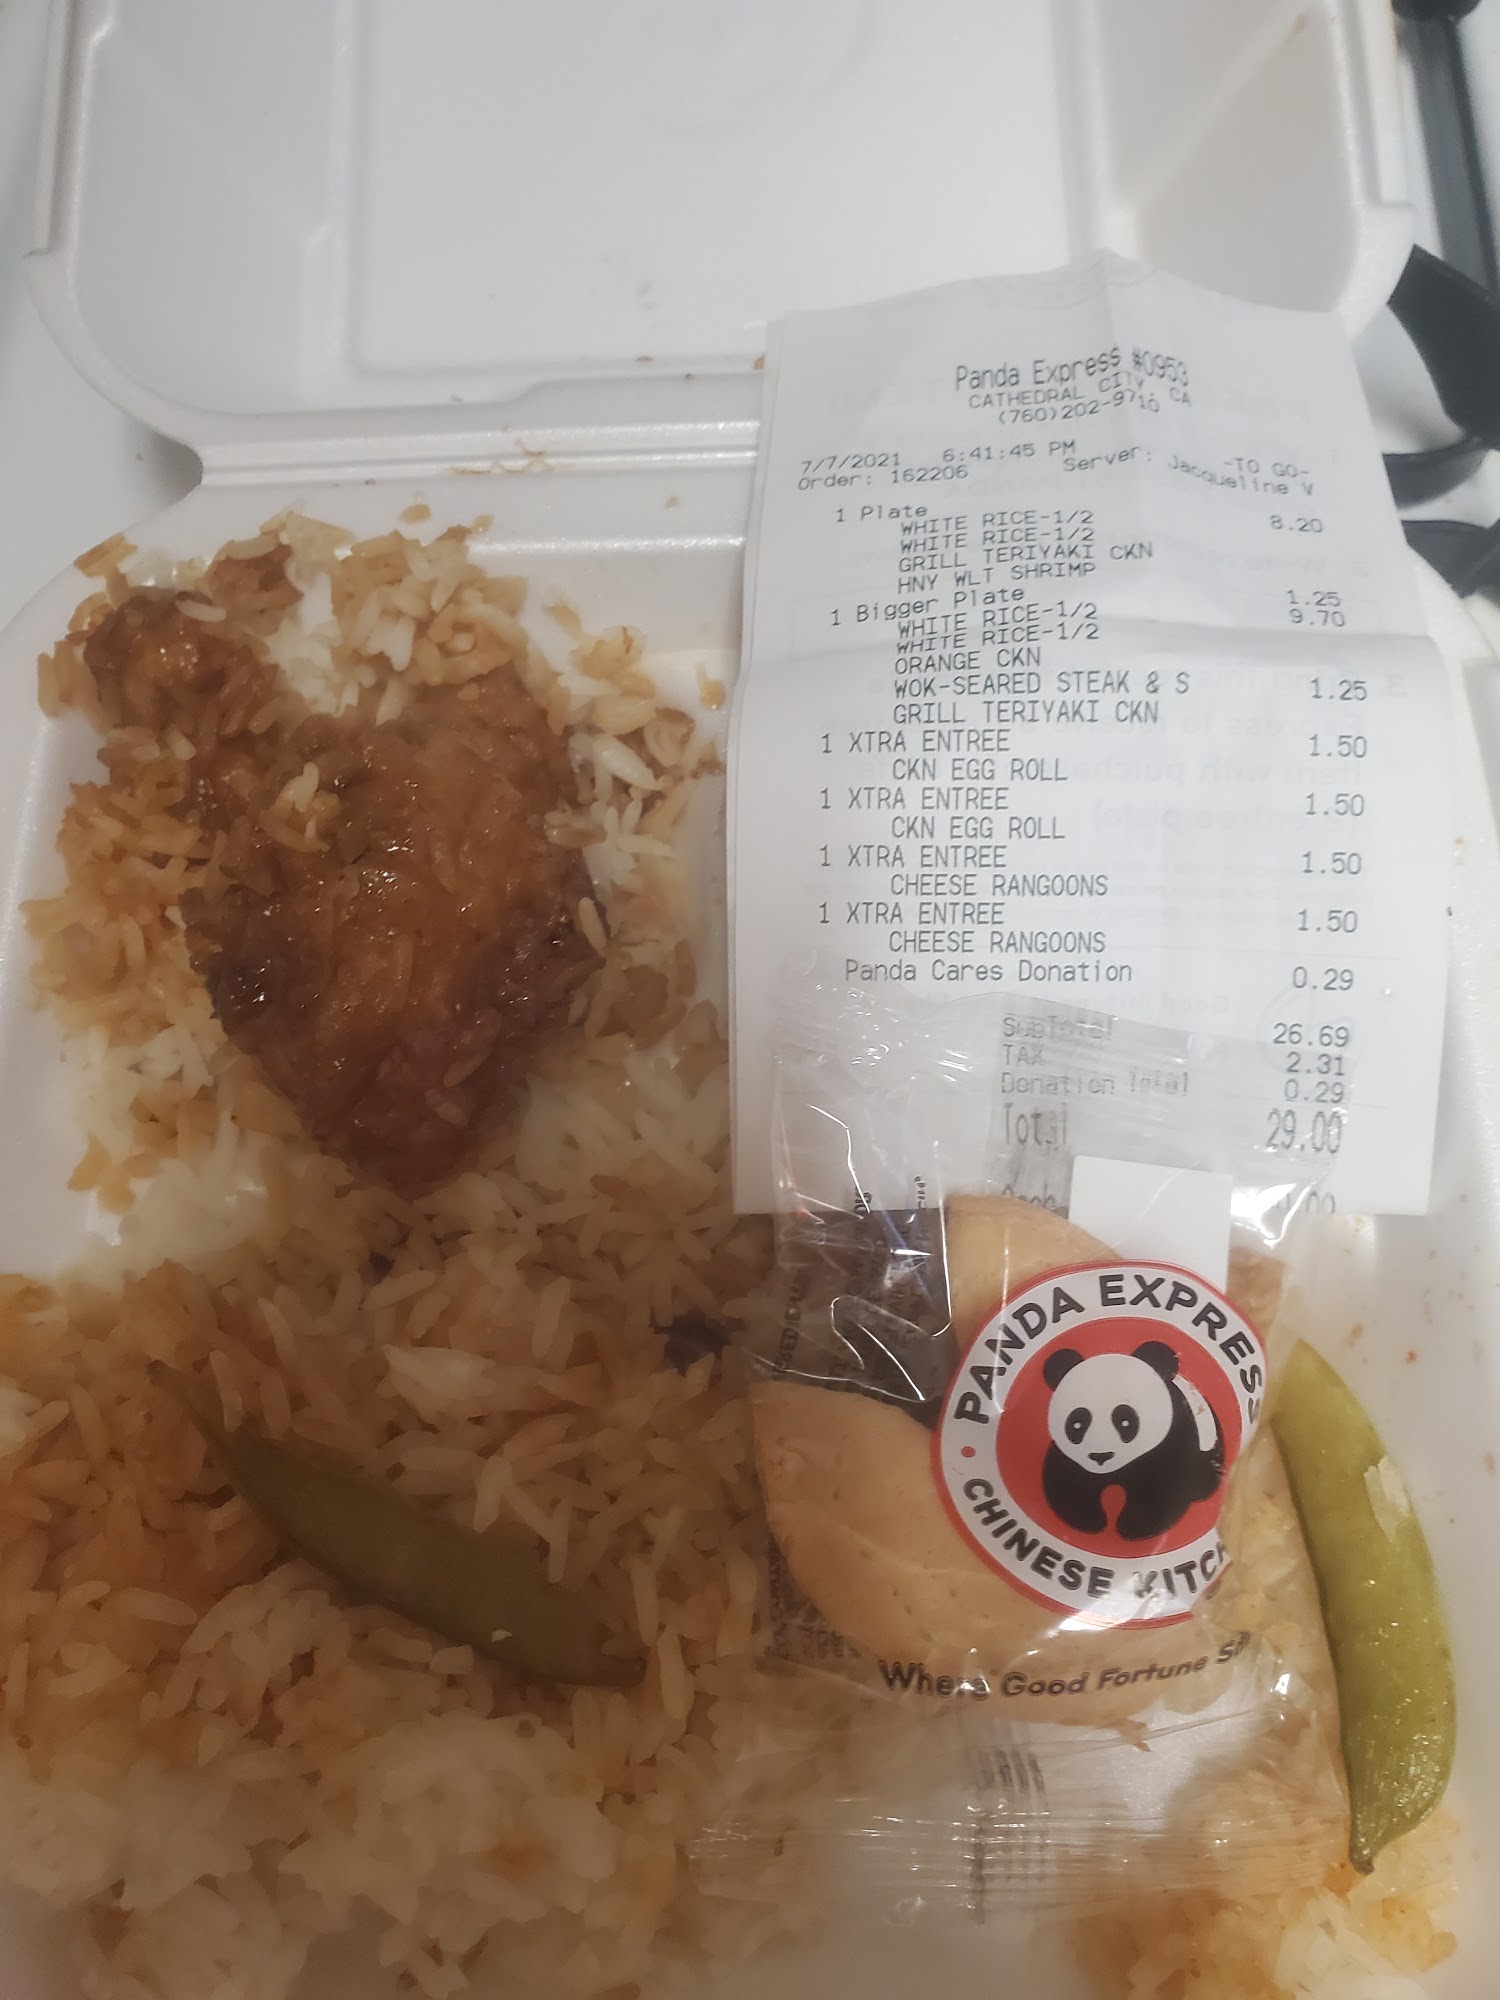 Panda Express #0953
CATHEDRAL CITY CA
(760)202-9716
7/7/2021 6:41:45 PM -TO GO-
Order: 162206 Server: Jacqueline V
1 Plate 8.20
WHITE RICE-1/2
WHITE RICE-1/2
GRILL TERIYAKI CKN
HNY WLT SHRIMP 1.25
1 Bigger Plate 9.70
WHITE RICE-1/2
WHITE RICE-1/2
ORANGE CKN
WOK-SEARED STEAK & S 1.25
GRILL TERIYAKI CKN
1 XTRA ENTREE 1.50
CKN EGG ROLL
1 XTRA ENTREE 1.50
CKN EGG ROLL
1 XTRA ENTREE 1.50
CHEESE RANGOONS
1 XTRA ENTREE 1.50
CHEESE RANGOONS
Panda Cares Donation 0.29
SubTotal 26.69
TAX 2.31
Donation Total 0.29
Total 29.00
PANDA EXPRESS
CHINESE KITC
Where Good Fortune